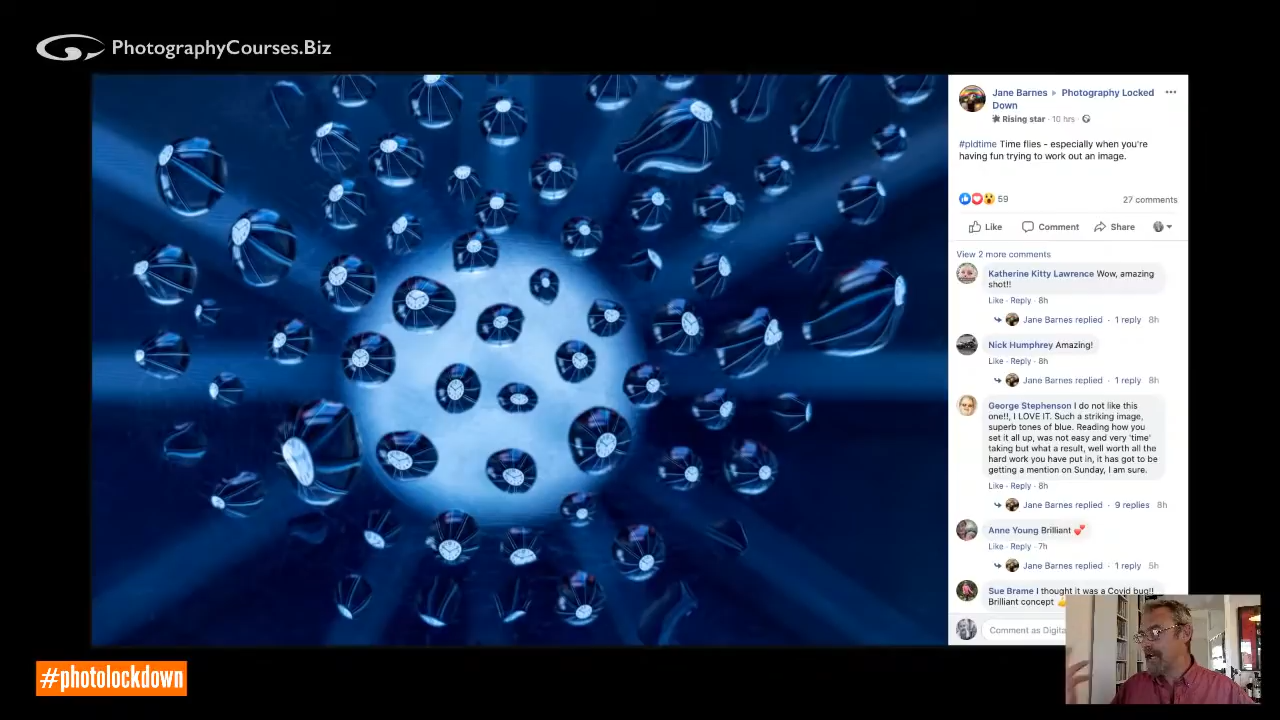 PhotographyCourses.Biz
Jane Barnes ▸ Photography Locked
Down
Rising star · 10 hrs ·
#pldtime Time flies - especially when you're
having fun trying to work out an image.
59
27 comments
Like Comment Share
View 2 more comments
Katherine Kitty Lawrence Wow, amazing
shot!!
Like · Reply · 8h
Jane Barnes replied · 1 reply 8h
Nick Humphrey Amazing!
Like · Reply · 8h
Jane Barnes replied · 1 reply 8h
George Stephenson I do not like this
one!!, I LOVE IT. Such a striking image,
superb tones of blue. Reading how you
set it all up, was not easy and very 'time'
taking but what a result, well worth all the
hard work you have put in, it has got to be
getting a mention on Sunday, I am sure.
Like · Reply · 8h
Jane Barnes replied · 9 replies 8h
Anne Young Brilliant 💕
Like · Reply · 7h
Jane Barnes replied · 1 reply 5h
Sue Brame I thought it was a Covid bug!!
Brilliant concept
Comment as Digita
#photolockdown